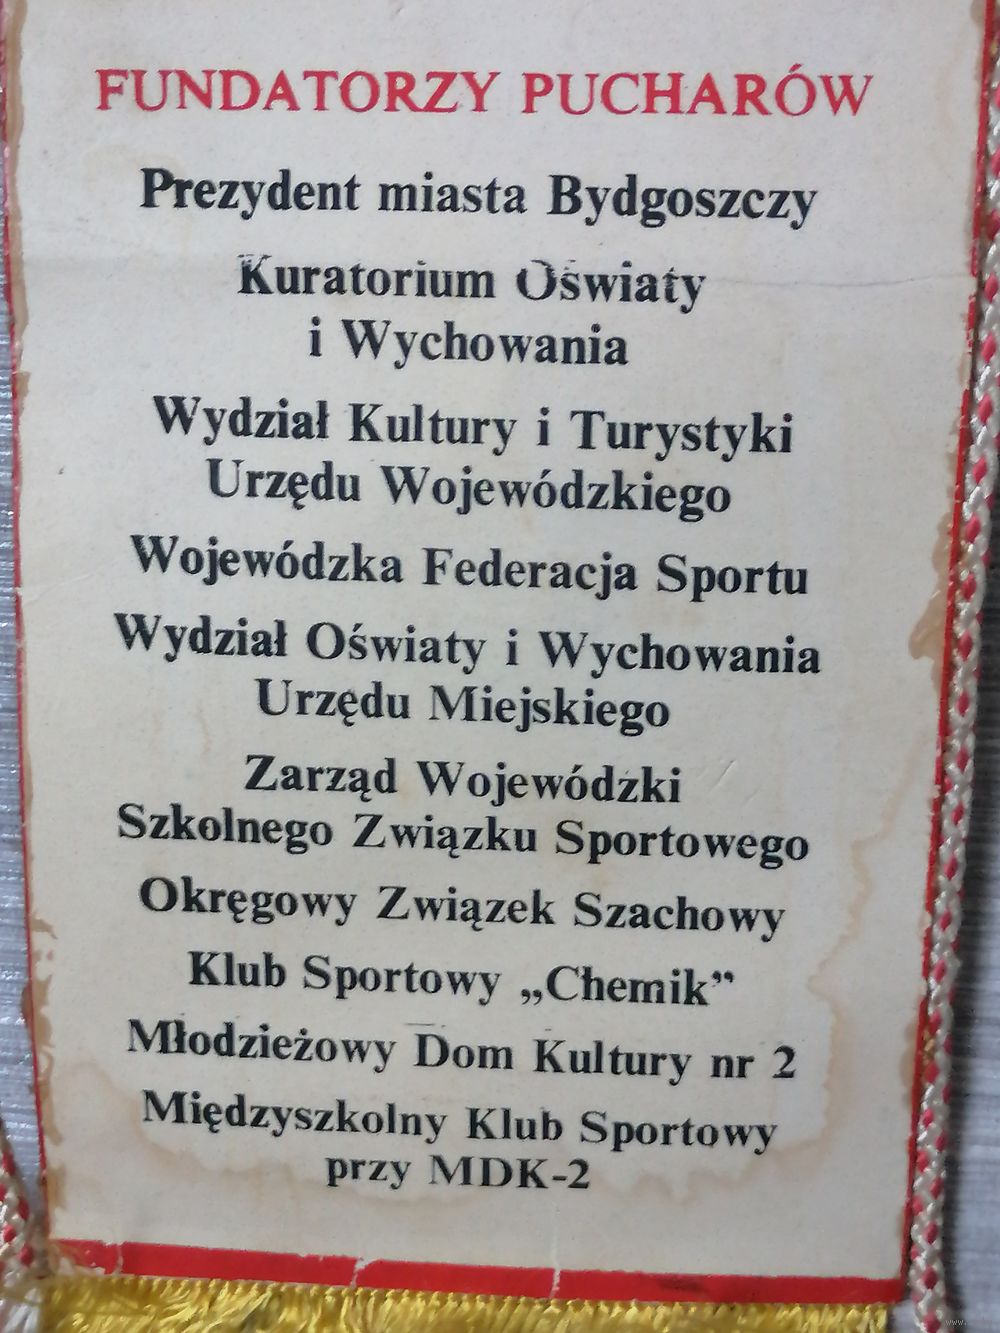 FUNDATORZY PUCHARÓW
Prezydent miasta Bydgoszczy
Kuratorium Oświaty
i Wychowania
Wydział Kultury i Turystyki
Urzędu Wojewódzkiego
Wojewódzka Federacja Sportu
Wydział Oświaty i Wychowania
Urzędu Miejskiego
Zarząd Wojewódzki
Szkolnego Związku Sportowego
Okręgowy Związek Szachowy
Klub Sportowy „Chemik”
Młodzieżowy Dom Kultury nr 2
Międzyszkolny Klub Sportowy
przy MDK-2